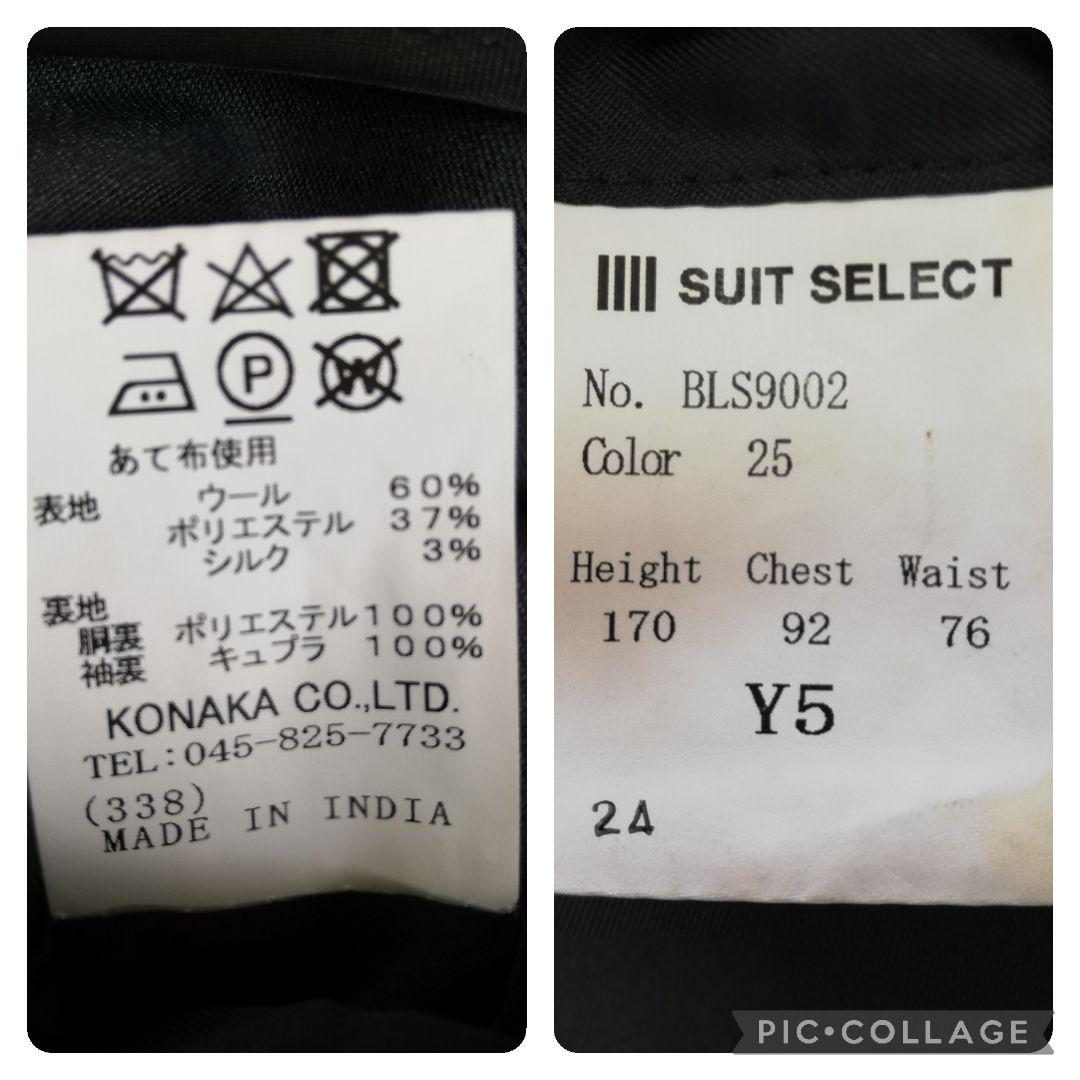 P
W
あて布使用
表地 ウール 60%
ポリエステル 37%
シルク 3%
裏地
胴裏 ポリエステル100%
袖裏 キュプラ 100%
KONAKA CO.,LTD.
TEL:045-825-7733
(338)
MADE IN INDIA
SUIT SELECT
No. BLS9002
Color 25
Height Chest Waist
170 92 76
Y5
24
PIC•COLLAGE